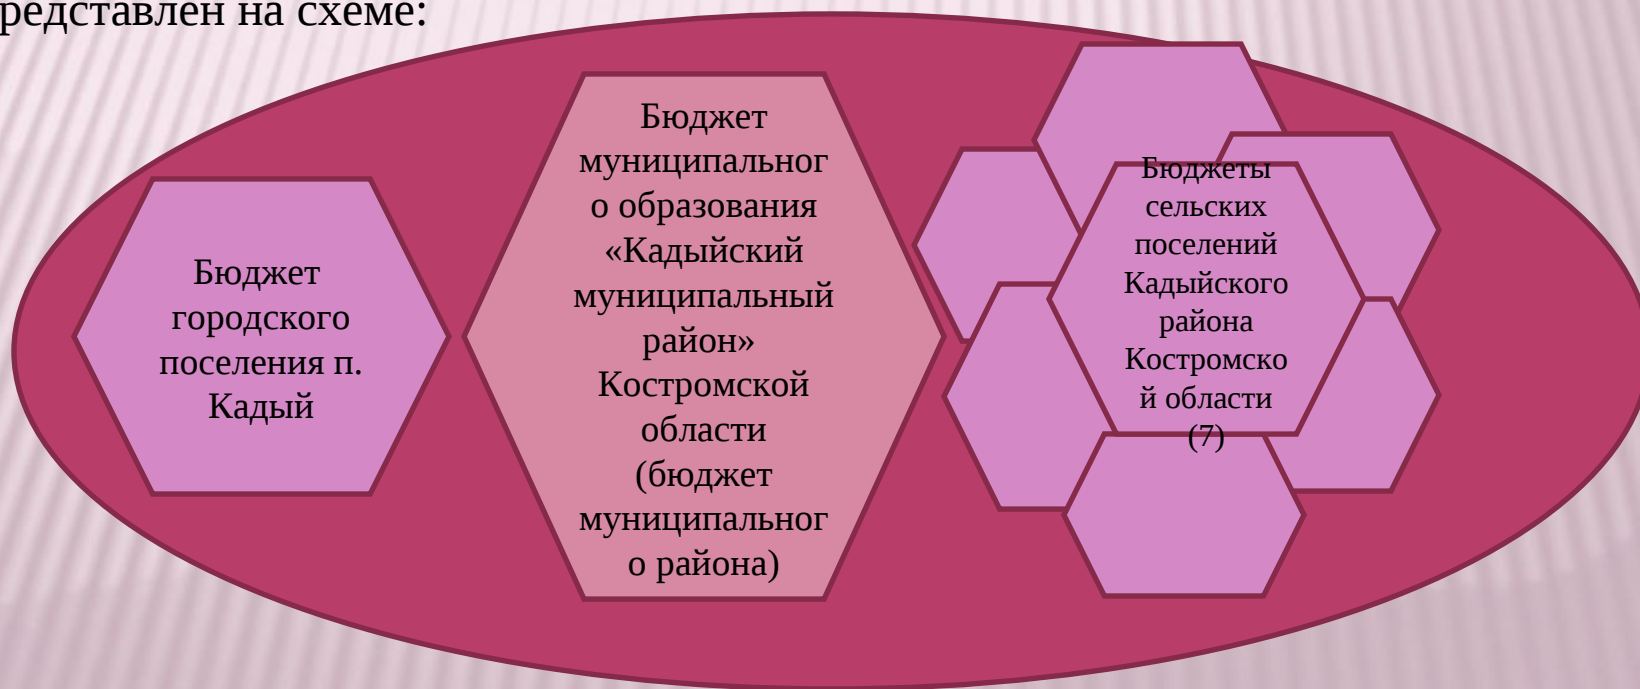 редставлен на схеме:
Бюджет
городского
поселения п.
Кадый
Бюджет
муниципальног
о образования
«Кадыйский
муниципальный
район»
Костромской
области
(бюджет
муниципальног
о района)
Бюджеты
сельских
поселений
Кадыйского
района
Костромско
й области
(7)